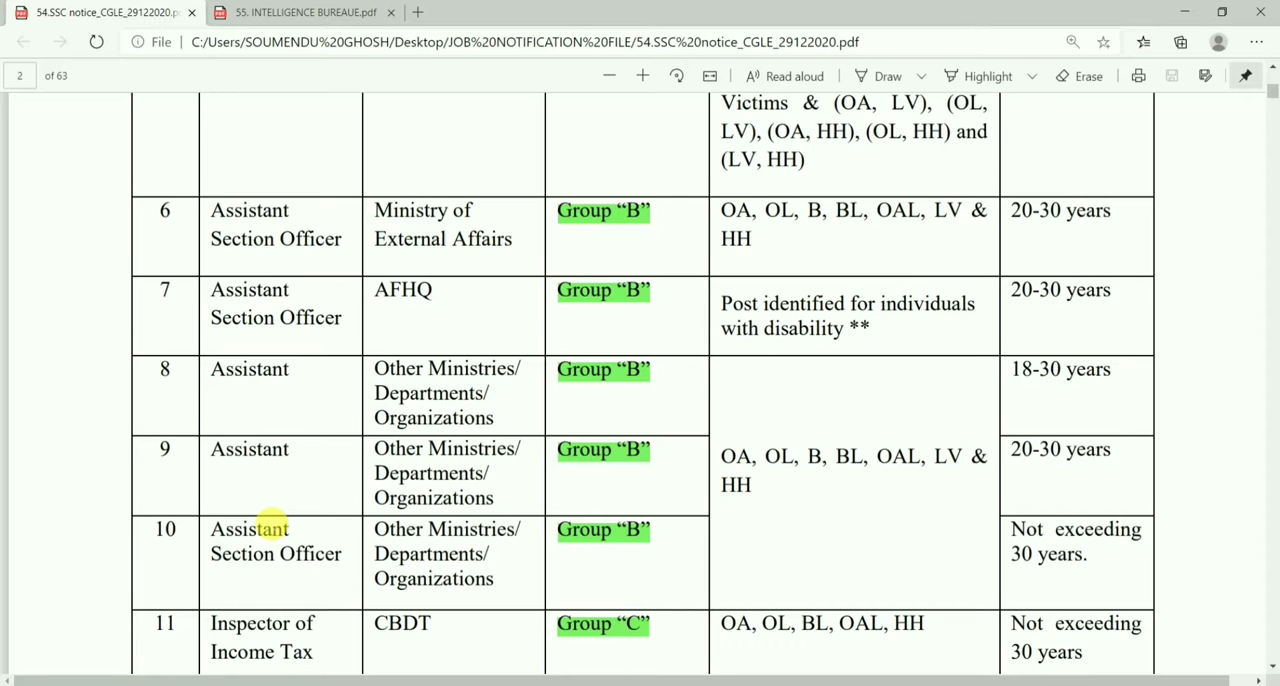 54.SSC notice_CGLE_29122020.p
55. INTELLIGENCE BUREAUE.pdf
File
C:/Users/SOUMENDU%20GHOSH/Desktop/JOB%20NOTIFICATION%20FILE/54.SSC%20notice_CGLE_29122020.pdf
2 of 63
Read aloud
Draw
Highlight
Erase
Victims & (OA, LV), (OL,
LV), (OA, HH), (OL, HH) and
(LV, HH)
6 Assistant Ministry of Group “B” OA, OL, B, BL, OAL, LV & 20-30 years
Section Officer External Affairs HH
7 Assistant AFHQ Group “B” 20-30 years
Section Officer Post identified for individuals
with disability **
8 Assistant Other Ministries/ Group “B” 18-30 years
Departments/
Organizations
9 Assistant Other Ministries/ Group “B” OA, OL, B, BL, OAL, LV & 20-30 years
Departments/ HH
Organizations
10 Assistant Other Ministries/ Group “B” Not exceeding
Section Officer Departments/ 30 years.
Organizations
11 Inspector of CBDT Group “C” OA, OL, BL, OAL, HH Not exceeding
Income Tax 30 years